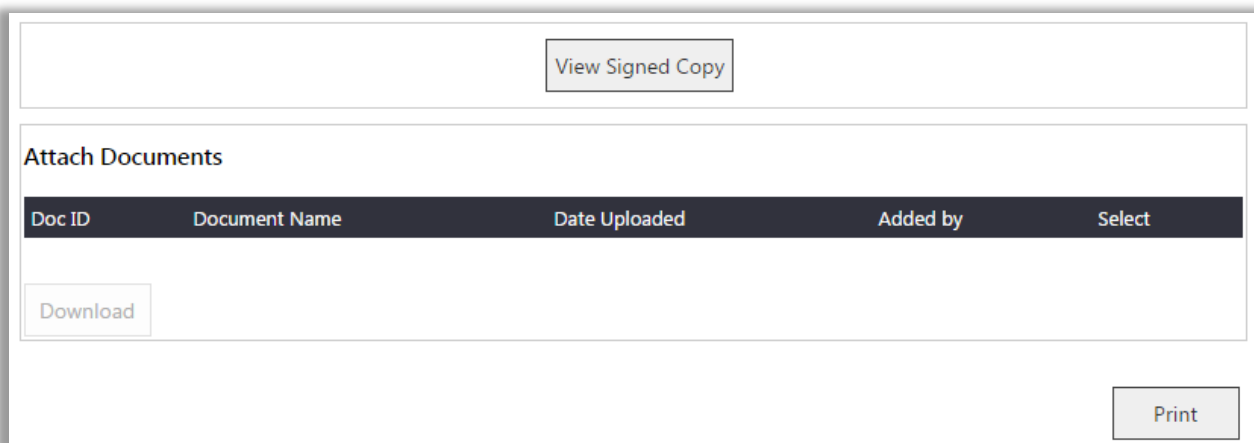 View Signed Copy
Attach Documents
Doc ID Document Name Date Uploaded Added by Select
Download
Print